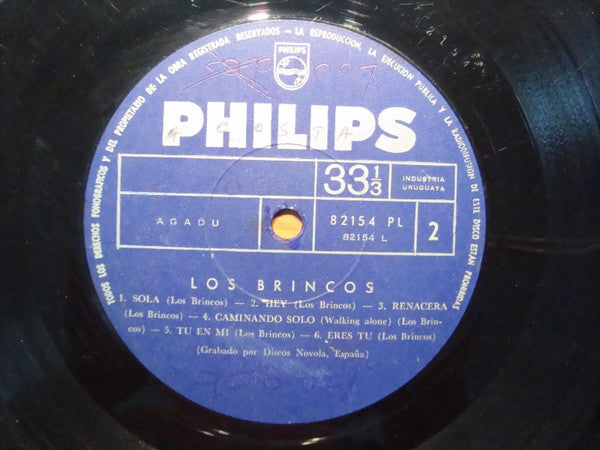 TODOS LOS DERECHOS FONOGRAFICOS Y DEL PROPIETARIO DE LA OBRA REGISTRADA RESERVADOS — LA REPRODUCCION, LA EJECUCION PUBLICA Y LA RADIODIFUSION DE ESTE DISCO ESTAN PROHIBIDAS
PHILIPS
PHILIPS
A COSTA
33 1/3
INDUSTRIA
URUGUAYA
AGADU
82154 PL
82154 L
2
LOS BRINCOS
1. SOLA (Los Brincos) — 2. HEY (Los Brincos) — 3. RENACERA
(Los Brincos) — 4. CAMINANDO SOLO (Walking alone) (Los Brin-
cos) — 5. TU EN MI (Los Brincos) — 6. ERES TU (Los Brincos)
(Grabado por Discos Novola, España)